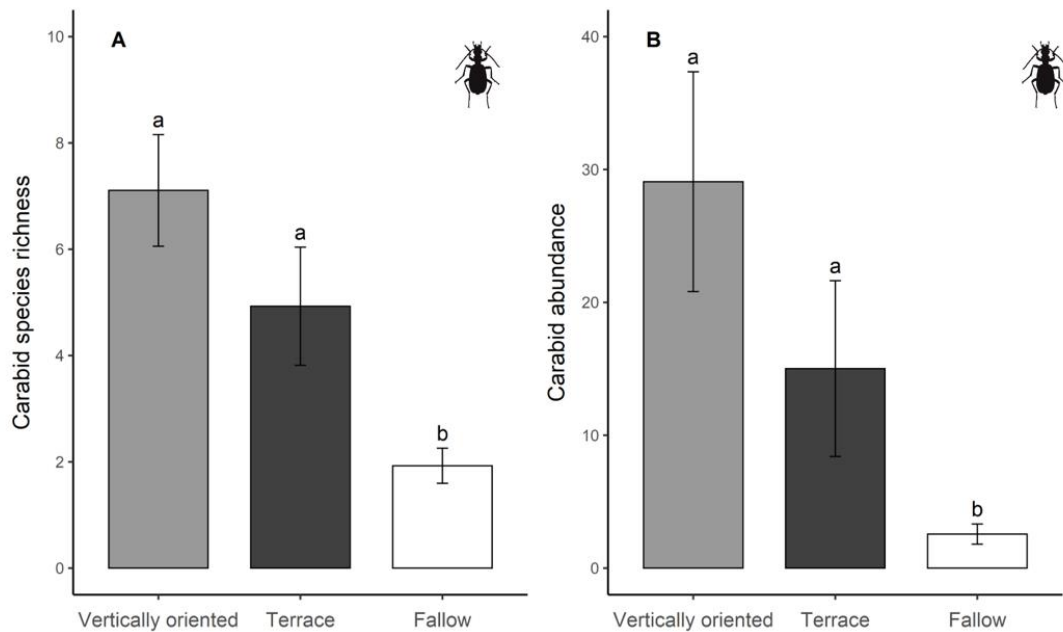 A
Carabid species richness
10
8
6
4
2
0
a
a
b
Vertically oriented
Terrace
Fallow
B
Carabid abundance
40
30
20
10
0
a
a
b
Vertically oriented
Terrace
Fallow